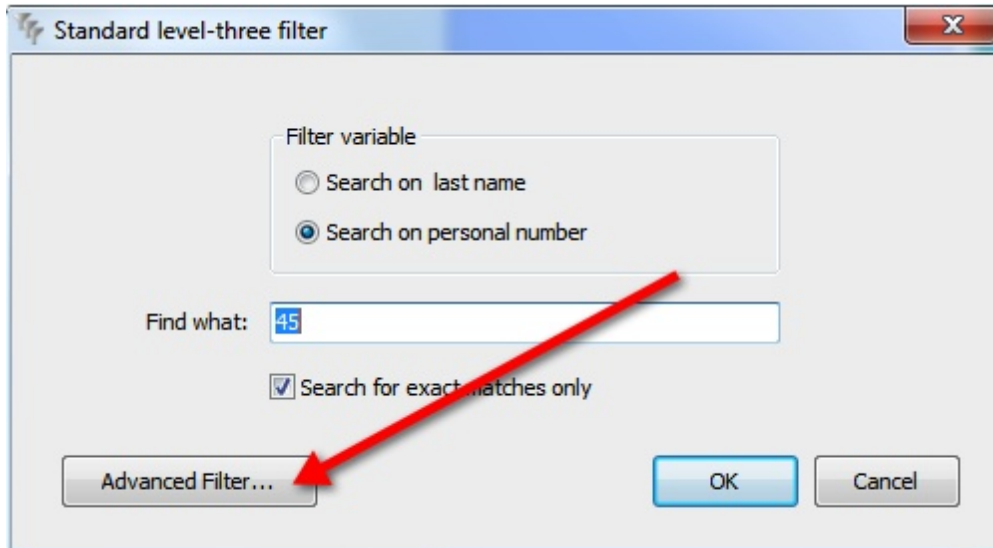 Standard level-three filter
Filter variable
Search on last name
Search on personal number
Find what: 45
Search for exact matches only
Advanced Filter... OK Cancel